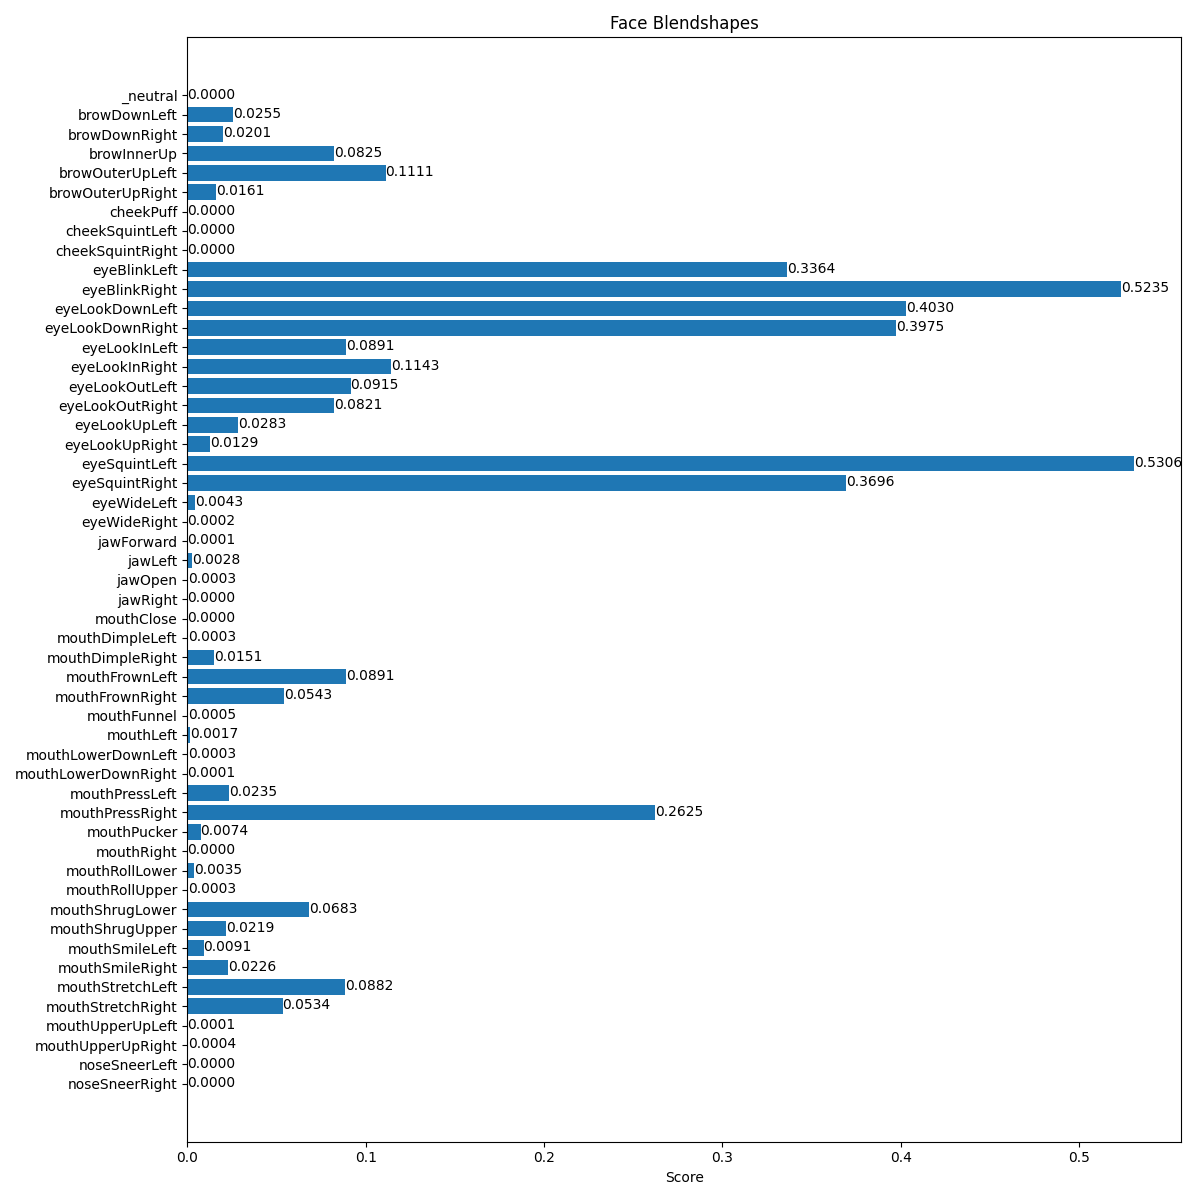 Face Blendshapes
_neutral 0.0000
browDownLeft 0.0255
browDownRight 0.0201
browInnerUp 0.0825
browOuterUpLeft 0.1111
browOuterUpRight 0.0161
cheekPuff 0.0000
cheekSquintLeft 0.0000
cheekSquintRight 0.0000
eyeBlinkLeft 0.3364
eyeBlinkRight 0.5235
eyeLookDownLeft 0.4030
eyeLookDownRight 0.3975
eyeLookInLeft 0.0891
eyeLookInRight 0.1143
eyeLookOutLeft 0.0915
eyeLookOutRight 0.0821
eyeLookUpLeft 0.0283
eyeLookUpRight 0.0129
eyeSquintLeft 0.5306
eyeSquintRight 0.3696
eyeWideLeft 0.0043
eyeWideRight 0.0002
jawForward 0.0001
jawLeft 0.0028
jawOpen 0.0003
jawRight 0.0000
mouthClose 0.0000
mouthDimpleLeft 0.0003
mouthDimpleRight 0.0151
mouthFrownLeft 0.0891
mouthFrownRight 0.0543
mouthFunnel 0.0005
mouthLeft 0.0017
mouthLowerDownLeft 0.0003
mouthLowerDownRight 0.0001
mouthPressLeft 0.0235
mouthPressRight 0.2625
mouthPucker 0.0074
mouthRight 0.0000
mouthRollLower 0.0035
mouthRollUpper 0.0003
mouthShrugLower 0.0683
mouthShrugUpper 0.0219
mouthSmileLeft 0.0091
mouthSmileRight 0.0226
mouthStretchLeft 0.0882
mouthStretchRight 0.0534
mouthUpperUpLeft 0.0001
mouthUpperUpRight 0.0004
noseSneerLeft 0.0000
noseSneerRight 0.0000
0.0 0.1 0.2 0.3 0.4 0.5
Score